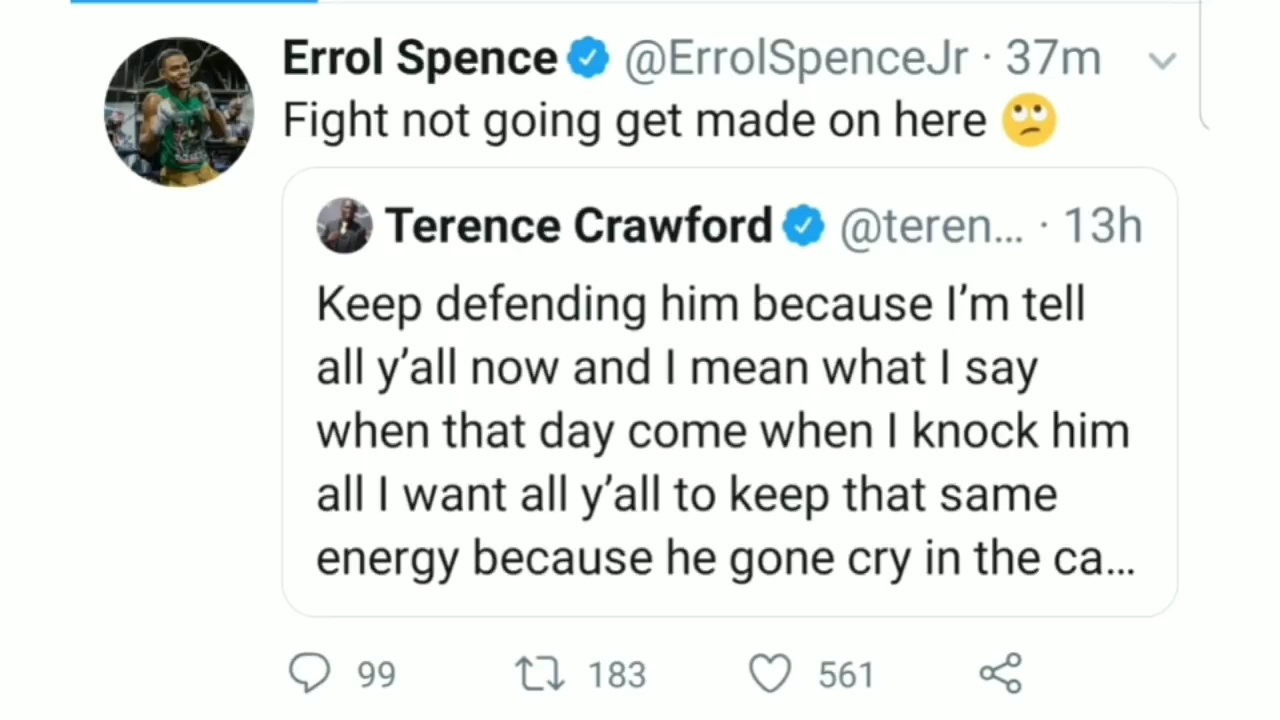 Errol Spence @ErrolSpenceJr · 37m
Fight not going get made on here 🙄
Terence Crawford @teren... · 13h
Keep defending him because I’m tell
all y’all now and I mean what I say
when that day come when I knock him
all I want all y’all to keep that same
energy because he gone cry in the ca...
99 183 561